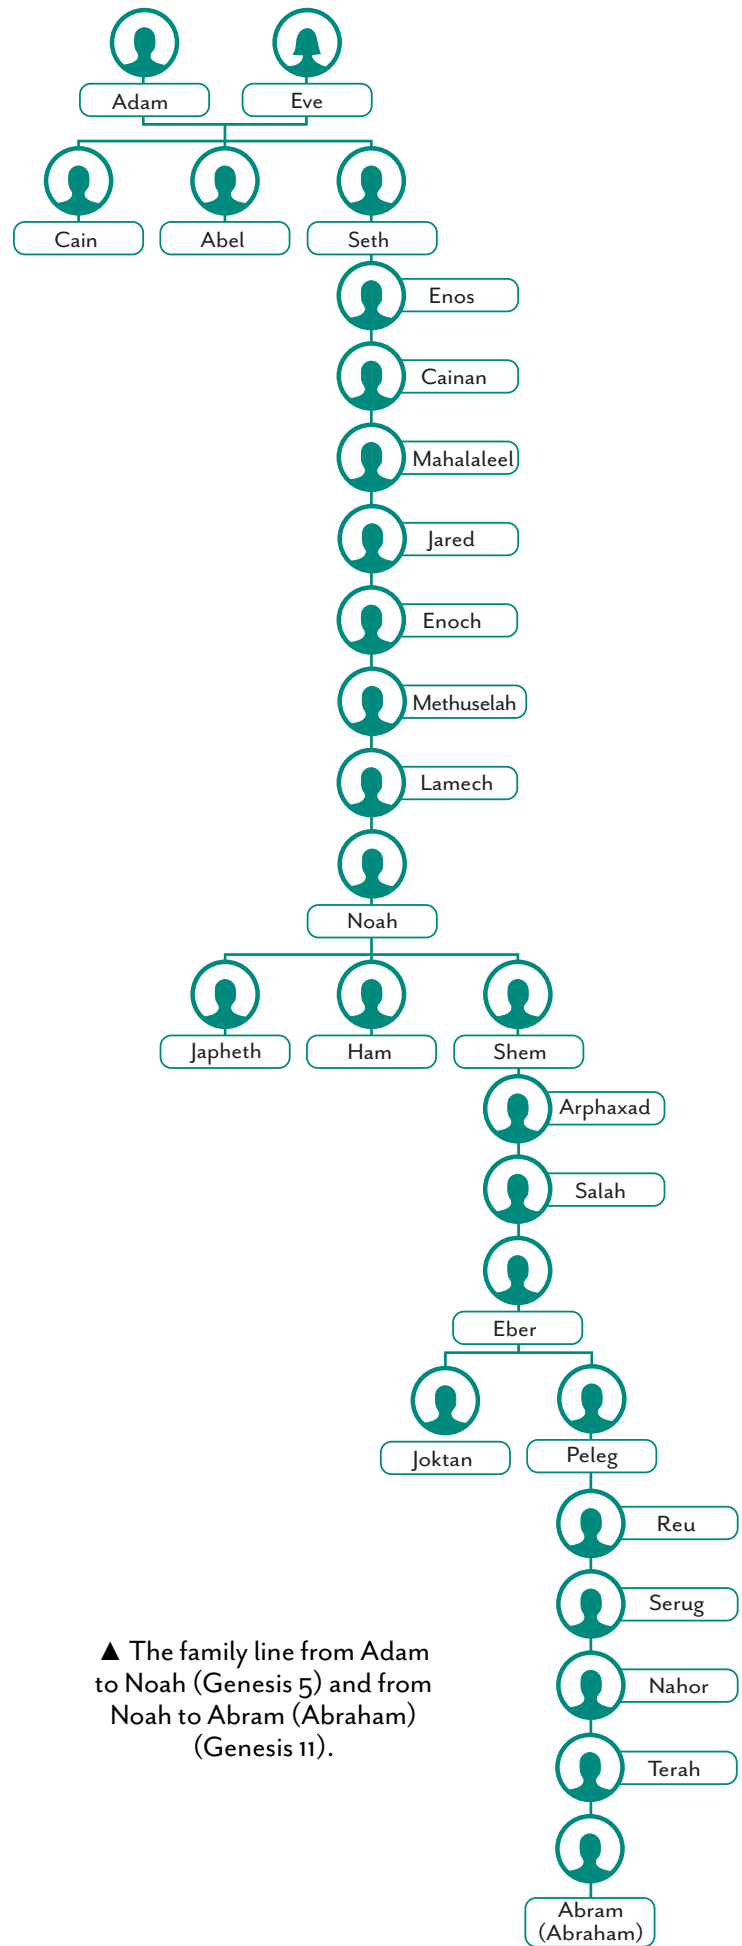 Adam
Eve
Cain
Abel
Seth
Enos
Cainan
Mahalaleel
Jared
Enoch
Methuselah
Lamech
Noah
Japheth
Ham
Shem
Arphaxad
Salah
Eber
Joktan
Peleg
Reu
Serug
Nahor
Terah
Abram
(Abraham)
▲ The family line from Adam
to Noah (Genesis 5) and from
Noah to Abram (Abraham)
(Genesis 11).